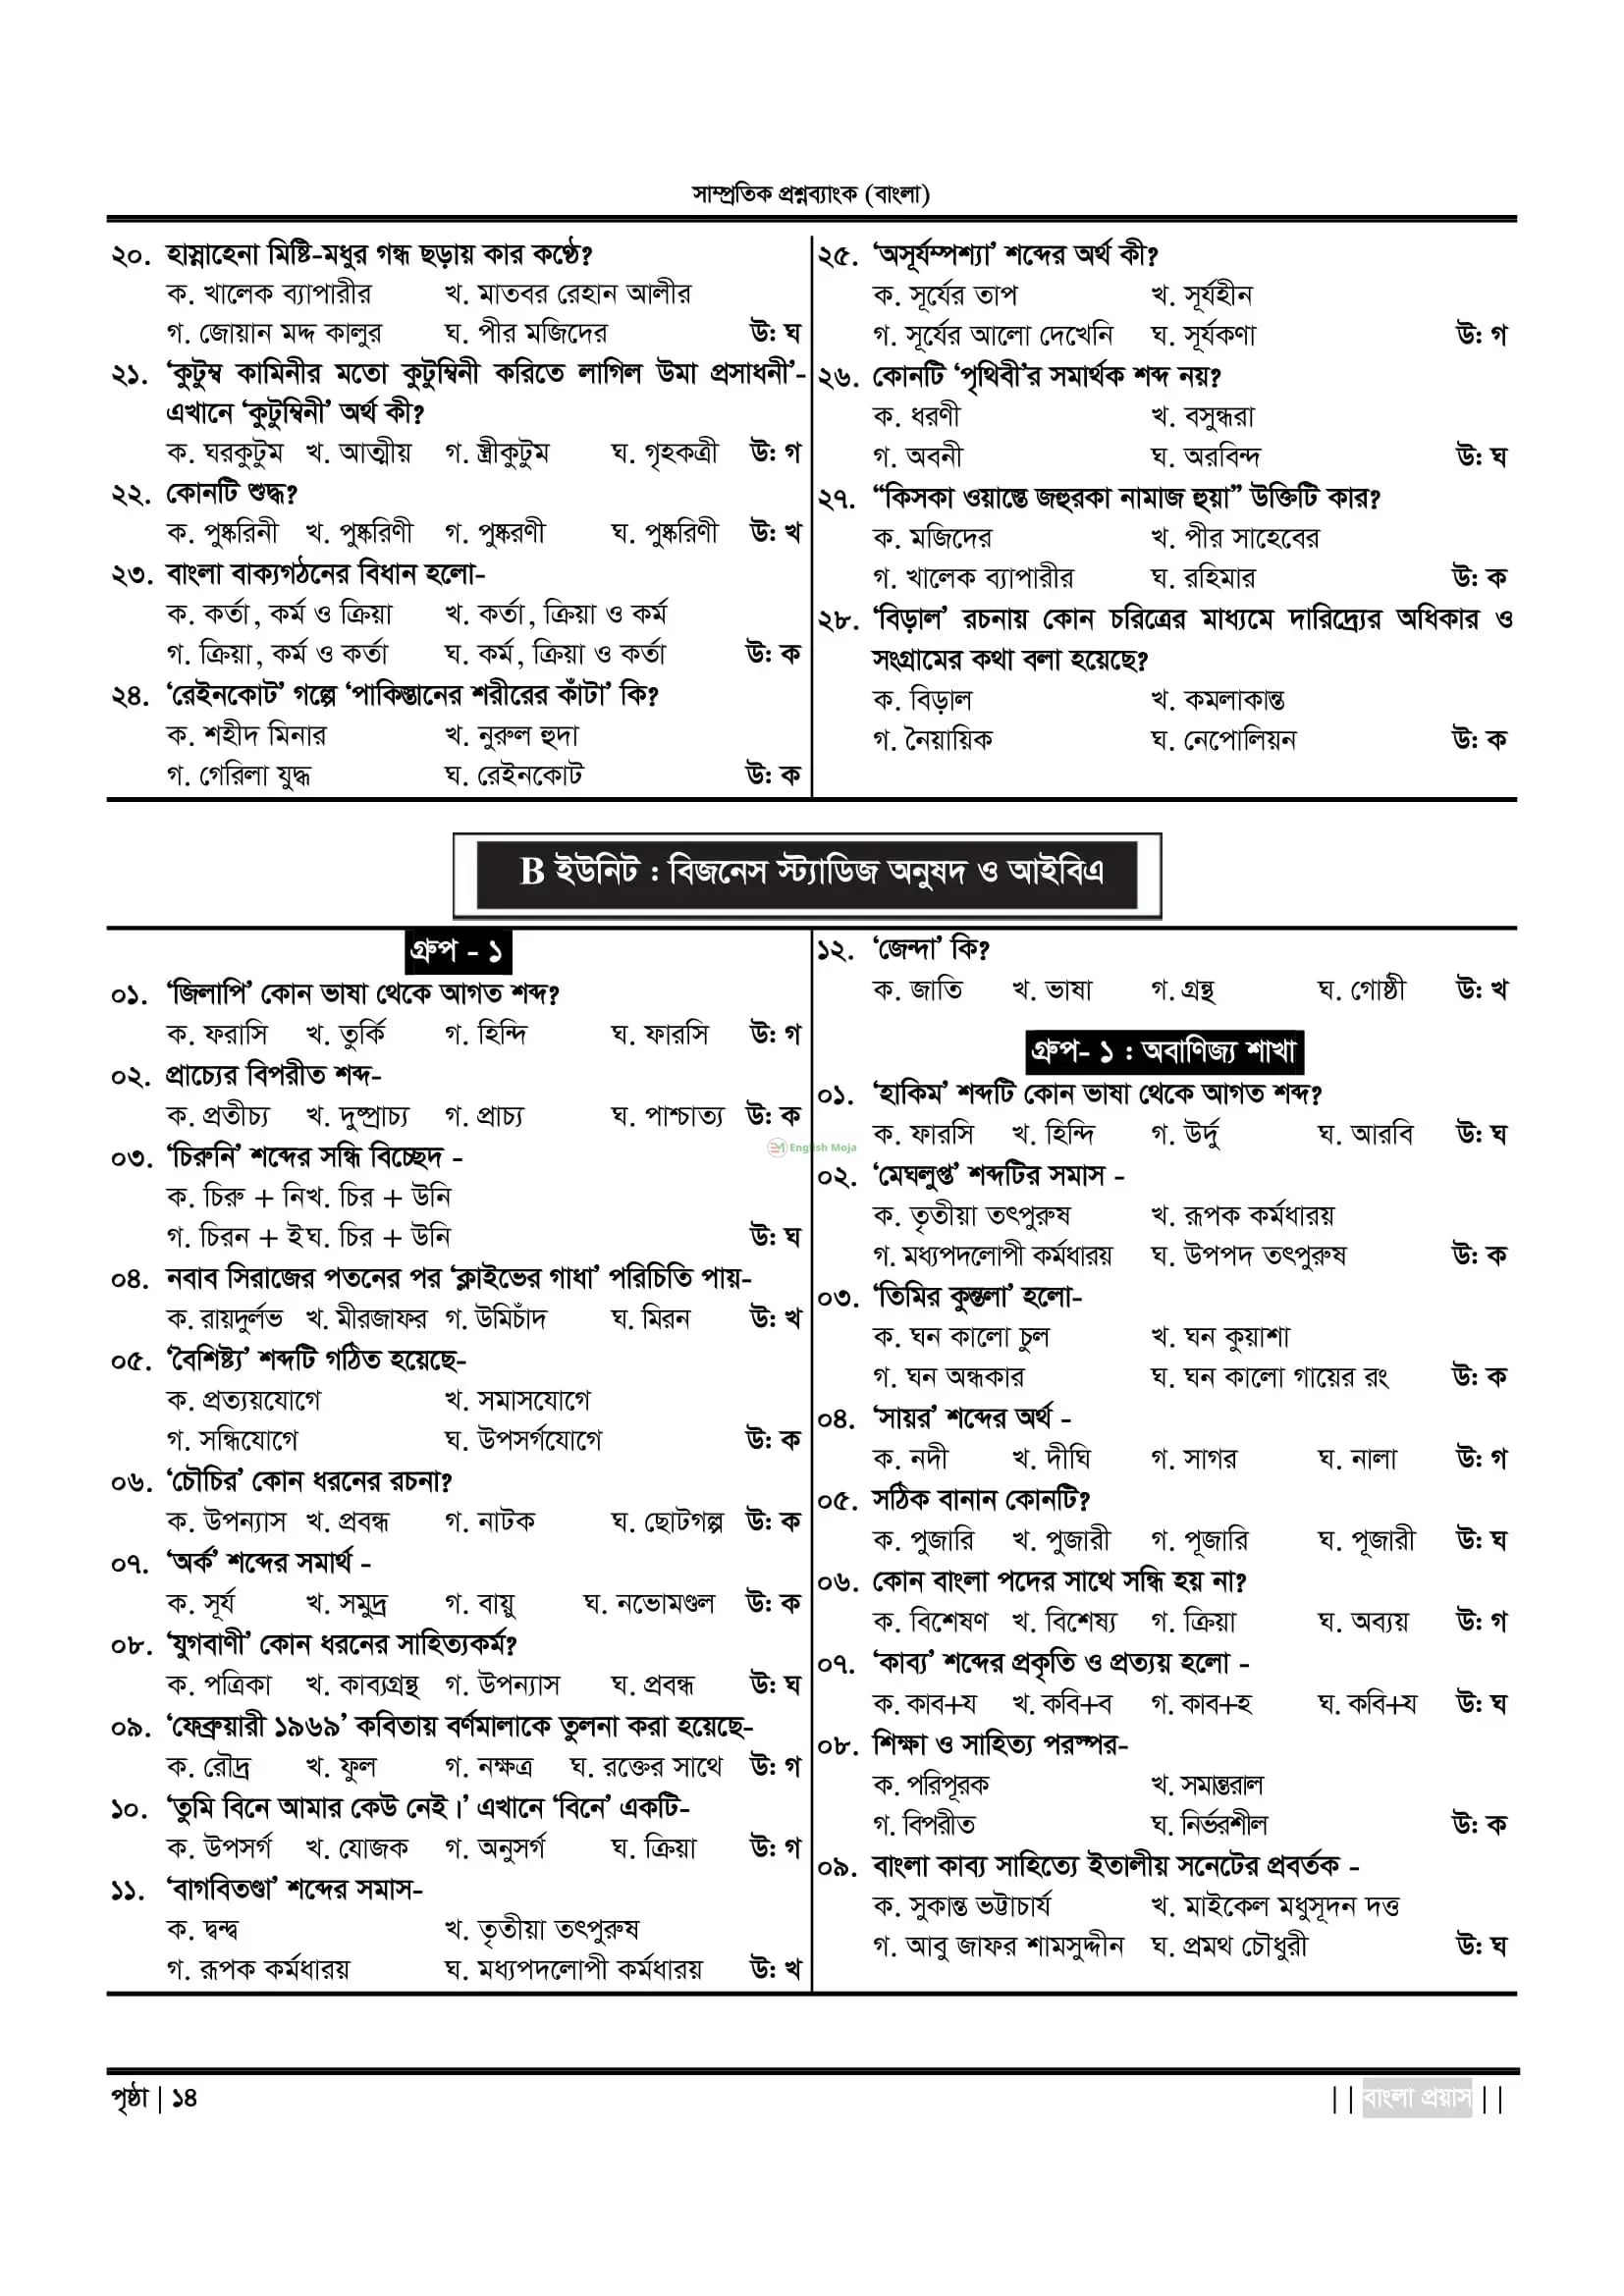 সাম্প্রতিক প্রশ্নব্যাংক (বাংলা)
২০. হাস্নাহেনা মিষ্টি-মধুর গন্ধ ছড়ায় কার কণ্ঠে?
ক. খালেক ব্যাপারীর খ. মাতবর রেহান আলীর
গ. জোয়ান মদ্দ কালুর ঘ. পীর মজিদের উ: ঘ
২১. ‘কুটুম্ব কামিনীর মতো কুটুম্বিনী করিতে লাগিল উমা প্রসাধনী’-
এখানে ‘কুটুম্বিনী’ অর্থ কী?
ক. ঘরকুটুম খ. আত্মীয় গ. স্ত্রীকুটুম ঘ. গৃহকত্রী উ: গ
২২. কোনটি শুদ্ধ?
ক. পুষ্করিনী খ. পুষ্করিণী গ. পুষ্করণী ঘ. পুষ্করিণী উ: খ
২৩. বাংলা বাক্যগঠনের বিধান হলো-
ক. কর্তা, কর্ম ও ক্রিয়া খ. কর্তা, ক্রিয়া ও কর্ম
গ. ক্রিয়া, কর্ম ও কর্তা ঘ. কর্ম, ক্রিয়া ও কর্তা উ: ক
২৪. ‘রেইনকোট’ গল্পে ‘পাকিস্তানের শরীরের কাঁটা’ কি?
ক. শহীদ মিনার খ. নুরুল হুদা
গ. গেরিলা যুদ্ধ ঘ. রেইনকোট উ: ক
২৫. ‘অসূর্যম্পশ্যা’ শব্দের অর্থ কী?
ক. সূর্যের তাপ খ. সূর্যহীন
গ. সূর্যের আলো দেখেনি ঘ. সূর্যকণা উ: গ
২৬. কোনটি ‘পৃথিবী’র সমার্থক শব্দ নয়?
ক. ধরণী খ. বসুন্ধরা
গ. অবনী ঘ. অরবিন্দ উ: ঘ
২৭. “কিসকা ওয়াস্তে জহুরকা নামাজ হুয়া” উক্তিটি কার?
ক. মজিদের খ. পীর সাহেবের
গ. খালেক ব্যাপারীর ঘ. রহিমার উ: ক
২৮. ‘বিড়াল’ রচনায় কোন চরিত্রের মাধ্যমে দারিদ্র্যের অধিকার ও
সংগ্রামের কথা বলা হয়েছে?
ক. বিড়াল খ. কমলাকান্ত
গ. নৈয়ায়িক ঘ. নেপোলিয়ন উ: ক
B ইউনিট : বিজনেস স্ট্যাডিজ অনুষদ ও আইবিএ
গ্রুপ - ১
০১. ‘জিলাপি’ কোন ভাষা থেকে আগত শব্দ?
ক. ফরাসি খ. তুর্কি গ. হিন্দি ঘ. ফারসি উ: গ
০২. প্রাচ্যের বিপরীত শব্দ-
ক. প্রতীচ্য খ. দুষ্প্রাচ্য গ. প্রাচ্য ঘ. পাশ্চাত্য উ: ক
০৩. ‘চিরুনি’ শব্দের সন্ধি বিচ্ছেদ -
ক. চিরু + নিখ. চির + উনি
গ. চিরন + ইঘ. চির + উনি উ: ঘ
০৪. নবাব সিরাজের পতনের পর ‘ক্লাইভের গাধা’ পরিচিতি পায়-
ক. রায়দুর্লভ খ. মীরজাফর গ. উমিচাঁদ ঘ. মিরন উ: খ
০৫. ‘বৈশিষ্ট্য’ শব্দটি গঠিত হয়েছে-
ক. প্রত্যয়যোগে খ. সমাসযোগে
গ. সন্ধিযোগে ঘ. উপসর্গযোগে উ: ক
০৬. ‘চৌচির’ কোন ধরনের রচনা?
ক. উপন্যাস খ. প্রবন্ধ গ. নাটক ঘ. ছোটগল্প উ: ক
০৭. ‘অর্ক’ শব্দের সমার্থ -
ক. সূর্য খ. সমুদ্র গ. বায়ু ঘ. নভোমণ্ডল উ: ক
০৮. ‘যুগবাণী’ কোন ধরনের সাহিত্যকর্ম?
ক. পত্রিকা খ. কাব্যগ্রন্থ গ. উপন্যাস ঘ. প্রবন্ধ উ: ঘ
০৯. ‘ফেব্রুয়ারী ১৯৬৯’ কবিতায় বর্ণমালাকে তুলনা করা হয়েছে-
ক. রৌদ্র খ. ফুল গ. নক্ষত্র ঘ. রক্তের সাথে উ: গ
১০. ‘তুমি বিনে আমার কেউ নেই।’ এখানে ‘বিনে’ একটি-
ক. উপসর্গ খ. যোজক গ. অনুসর্গ ঘ. ক্রিয়া উ: গ
১১. ‘বাগবিতণ্ডা’ শব্দের সমাস-
ক. দ্বন্দ্ব খ. তৃতীয়া তৎপুরুষ
গ. রূপক কর্মধারয় ঘ. মধ্যপদলোপী কর্মধারয় উ: খ
১২. ‘জেন্দা’ কি?
ক. জাতি খ. ভাষা গ. গ্রন্থ ঘ. গোষ্ঠী উ: খ
গ্রুপ- ১ : অবাণিজ্য শাখা
০১. ‘হাকিম’ শব্দটি কোন ভাষা থেকে আগত শব্দ?
ক. ফারসি খ. হিন্দি গ. উর্দু ঘ. আরবি উ: ঘ
০২. ‘মেঘলুপ্ত’ শব্দটির সমাস -
ক. তৃতীয়া তৎপুরুষ খ. রূপক কর্মধারয়
গ. মধ্যপদলোপী কর্মধারয় ঘ. উপপদ তৎপুরুষ উ: ক
০৩. ‘তিমির কুন্তলা’ হলো-
ক. ঘন কালো চুল খ. ঘন কুয়াশা
গ. ঘন অন্ধকার ঘ. ঘন কালো গায়ের রং উ: ক
০৪. ‘সায়র’ শব্দের অর্থ -
ক. নদী খ. দীঘি গ. সাগর ঘ. নালা উ: গ
০৫. সঠিক বানান কোনটি?
ক. পুজারি খ. পুজারী গ. পূজারি ঘ. পূজারী উ: ঘ
০৬. কোন বাংলা পদের সাথে সন্ধি হয় না?
ক. বিশেষণ খ. বিশেষ্য গ. ক্রিয়া ঘ. অব্যয় উ: গ
০৭. ‘কাব্য’ শব্দের প্রকৃতি ও প্রত্যয় হলো -
ক. কাব+য খ. কবি+ব গ. কাব+হ ঘ. কবি+য উ: ঘ
০৮. শিক্ষা ও সাহিত্য পরস্পর-
ক. পরিপূরক খ. সমান্তরাল
গ. বিপরীত ঘ. নির্ভরশীল উ: ক
০৯. বাংলা কাব্য সাহিত্যে ইতালীয় সনেটের প্রবর্তক -
ক. সুকান্ত ভট্টাচার্য খ. মাইকেল মধুসূদন দত্ত
গ. আবু জাফর শামসুদ্দীন ঘ. প্রমথ চৌধুরী উ: ঘ
English Moja
পৃষ্ঠা | ১৪ || বাংলা প্রয়াস ||